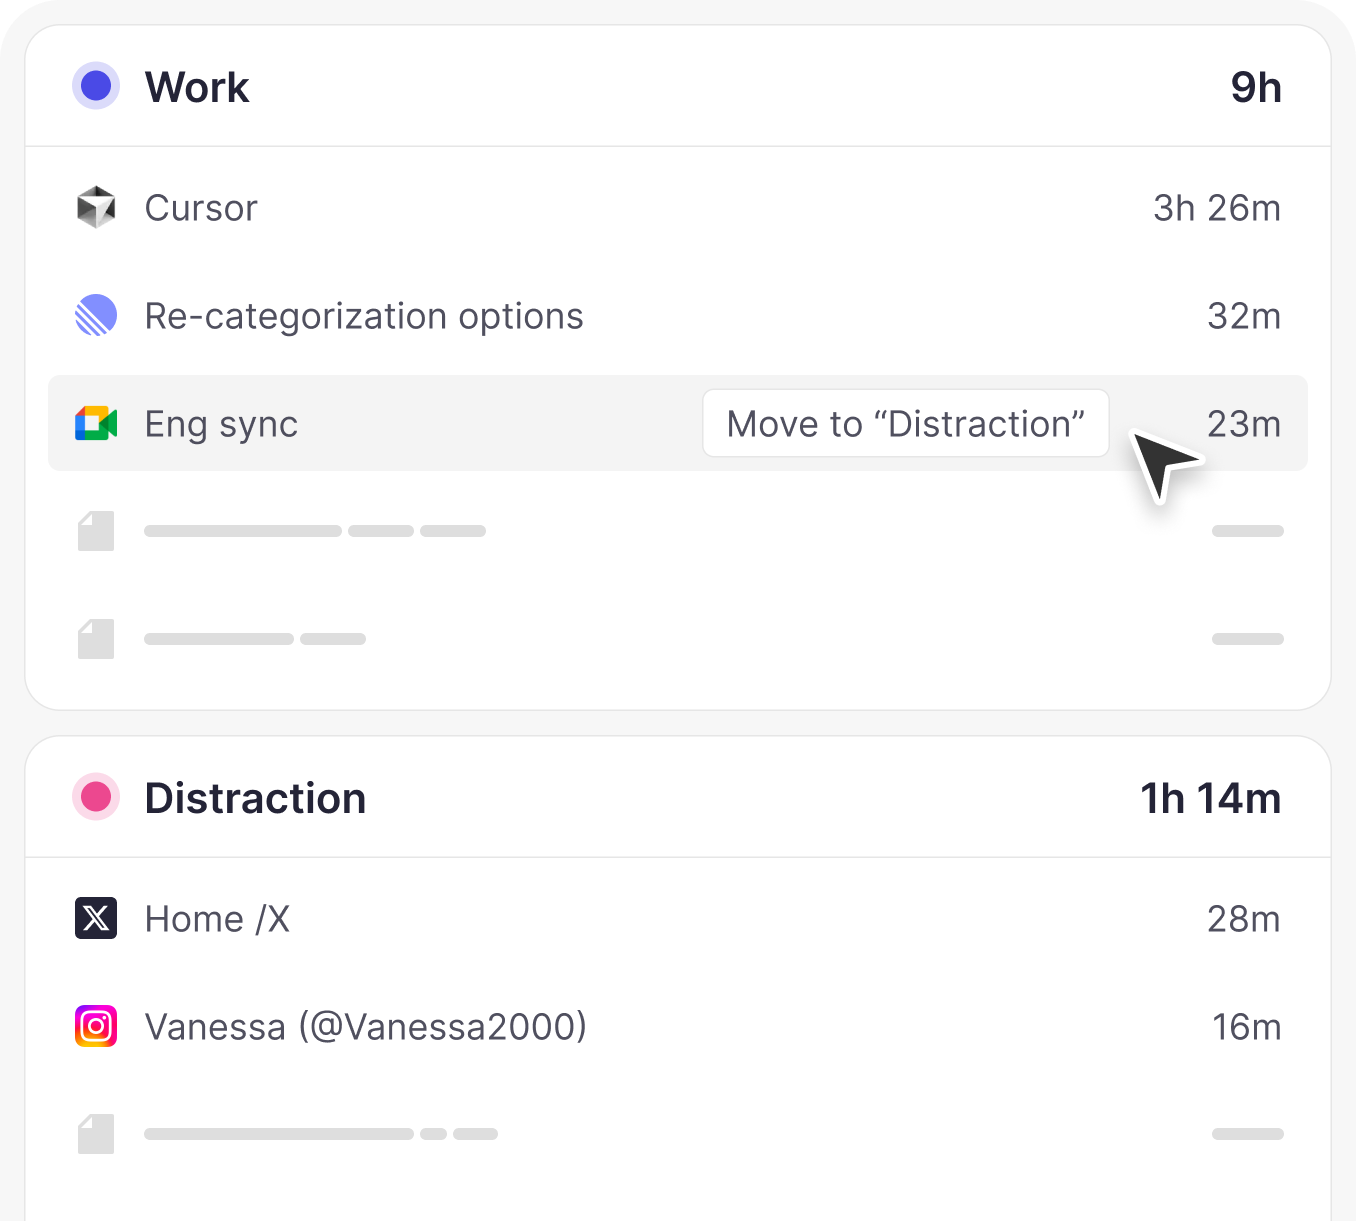 Work 9h
Cursor 3h 26m
Re-categorization options 32m
Eng sync Move to “Distraction” 23m
Distraction 1h 14m
Home /X 28m
Vanessa (@Vanessa2000) 16m